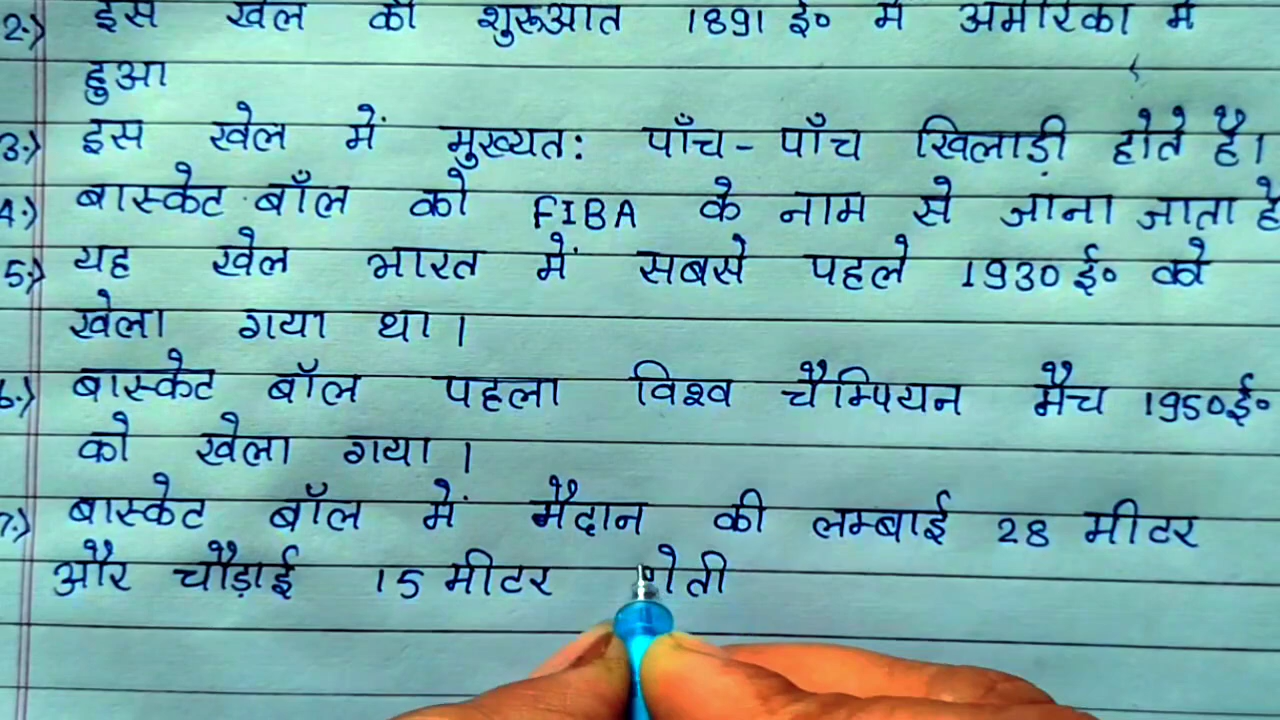 2.) इस खेल की शुरुआत 1891 ई० में अमेरिका में
हुआ
3.) इस खेल में मुख्यतः पाँच - पाँच खिलाड़ी होते है।
4.) बास्केट बाँल को FIBA के नाम से जाना जाता है
5.) यह खेल भारत में सबसे पहले 1930 ई० को
खेला गया था।
6.) बास्केट बॉल पहला विश्व चैम्पियन मैच 1950 ई०
को खेला गया।
7.) बास्केट बॉल में मैदान की लम्बाई 28 मीटर
और चौड़ाई 15 मीटर